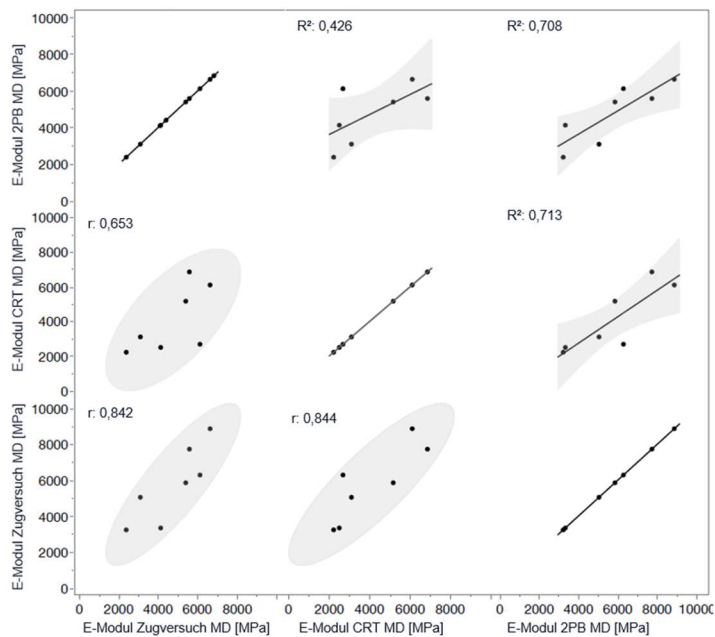 R²: 0,426
R²: 0,708
10000
8000
6000
4000
2000
0
E-Modul 2PB MD [MPa]
r: 0,653
R²: 0,713
10000
8000
6000
4000
2000
0
E-Modul CRT MD [MPa]
r: 0,842
r: 0,844
10000
8000
6000
4000
2000
0
E-Modul Zugversuch MD [MPa]
0 2000 4000 6000 8000
0 2000 4000 6000 8000
0 2000 4000 6000 8000 10000
E-Modul Zugversuch MD [MPa]
E-Modul CRT MD [MPa]
E-Modul 2PB MD [MPa]